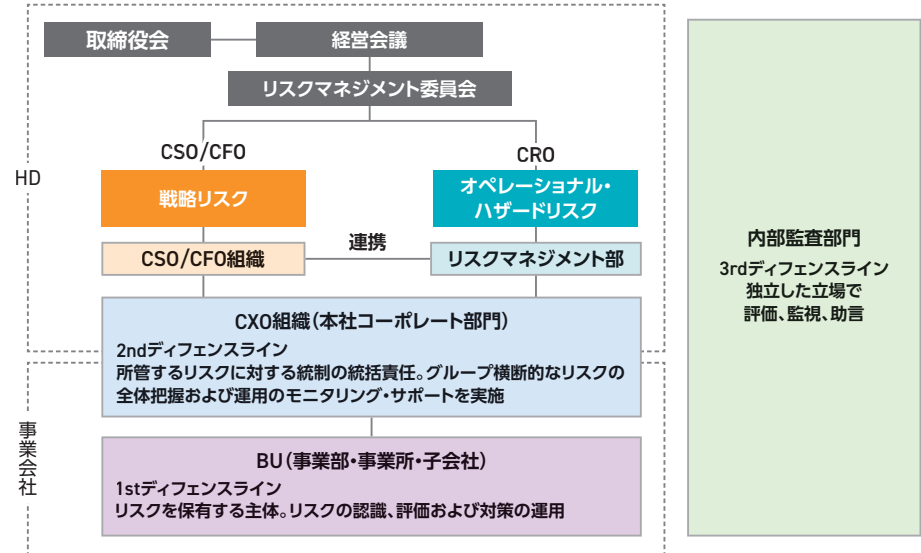 取締役会
経営会議
リスクマネジメント委員会
CSO/CFO
CRO
HD
戦略リスク
オペレーショナル・
ハザードリスク
連携
CSO/CFO組織
リスクマネジメント部
CXO組織(本社コーポレート部門)
2ndディフェンスライン
所管するリスクに対する統制の統括責任。グループ横断的なリスクの
全体把握および運用のモニタリング・サポートを実施
事業会社
BU(事業部・事業所・子会社)
1stディフェンスライン
リスクを保有する主体。リスクの認識、評価および対策の運用
内部監査部門
3rdディフェンスライン
独立した立場で
評価、監視、助言